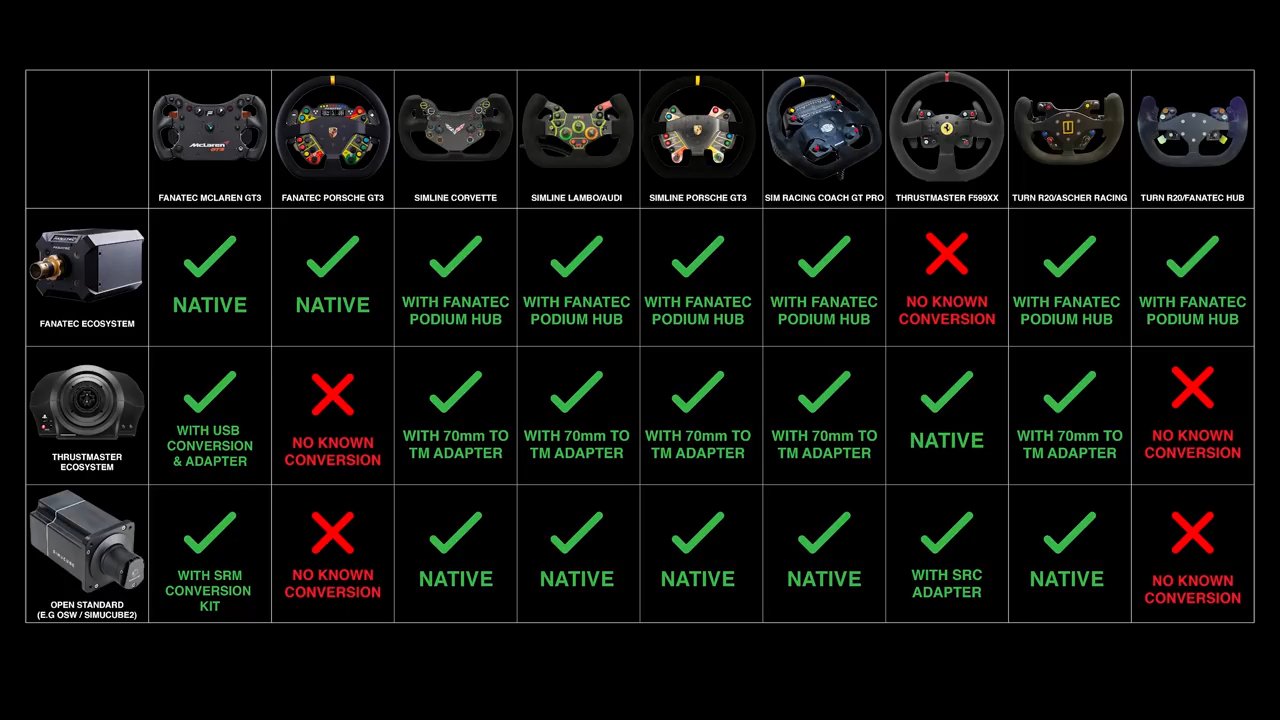 McLaren
GT3
FANATEC MCLAREN GT3
FANATEC PORSCHE GT3
SIMLINE CORVETTE
SIMLINE LAMBO/AUDI
SIMLINE PORSCHE GT3
SIM RACING COACH GT PRO
THRUSTMASTER F599XX
TURN R20/ASCHER RACING
TURN R20/FANATEC HUB
FANATEC
FANATEC ECOSYSTEM
NATIVE
NATIVE
WITH FANATEC
PODIUM HUB
WITH FANATEC
PODIUM HUB
WITH FANATEC
PODIUM HUB
WITH FANATEC
PODIUM HUB
NO KNOWN
CONVERSION
WITH FANATEC
PODIUM HUB
WITH FANATEC
PODIUM HUB
THRUSTMASTER
ECOSYSTEM
WITH USB
CONVERSION
& ADAPTER
NO KNOWN
CONVERSION
WITH 70mm TO
TM ADAPTER
WITH 70mm TO
TM ADAPTER
WITH 70mm TO
TM ADAPTER
WITH 70mm TO
TM ADAPTER
NATIVE
WITH 70mm TO
TM ADAPTER
NO KNOWN
CONVERSION
SIMUCUBE
OPEN STANDARD
(E.G OSW / SIMUCUBE2)
WITH SRM
CONVERSION
KIT
NO KNOWN
CONVERSION
NATIVE
NATIVE
NATIVE
NATIVE
WITH SRC
ADAPTER
NATIVE
NO KNOWN
CONVERSION